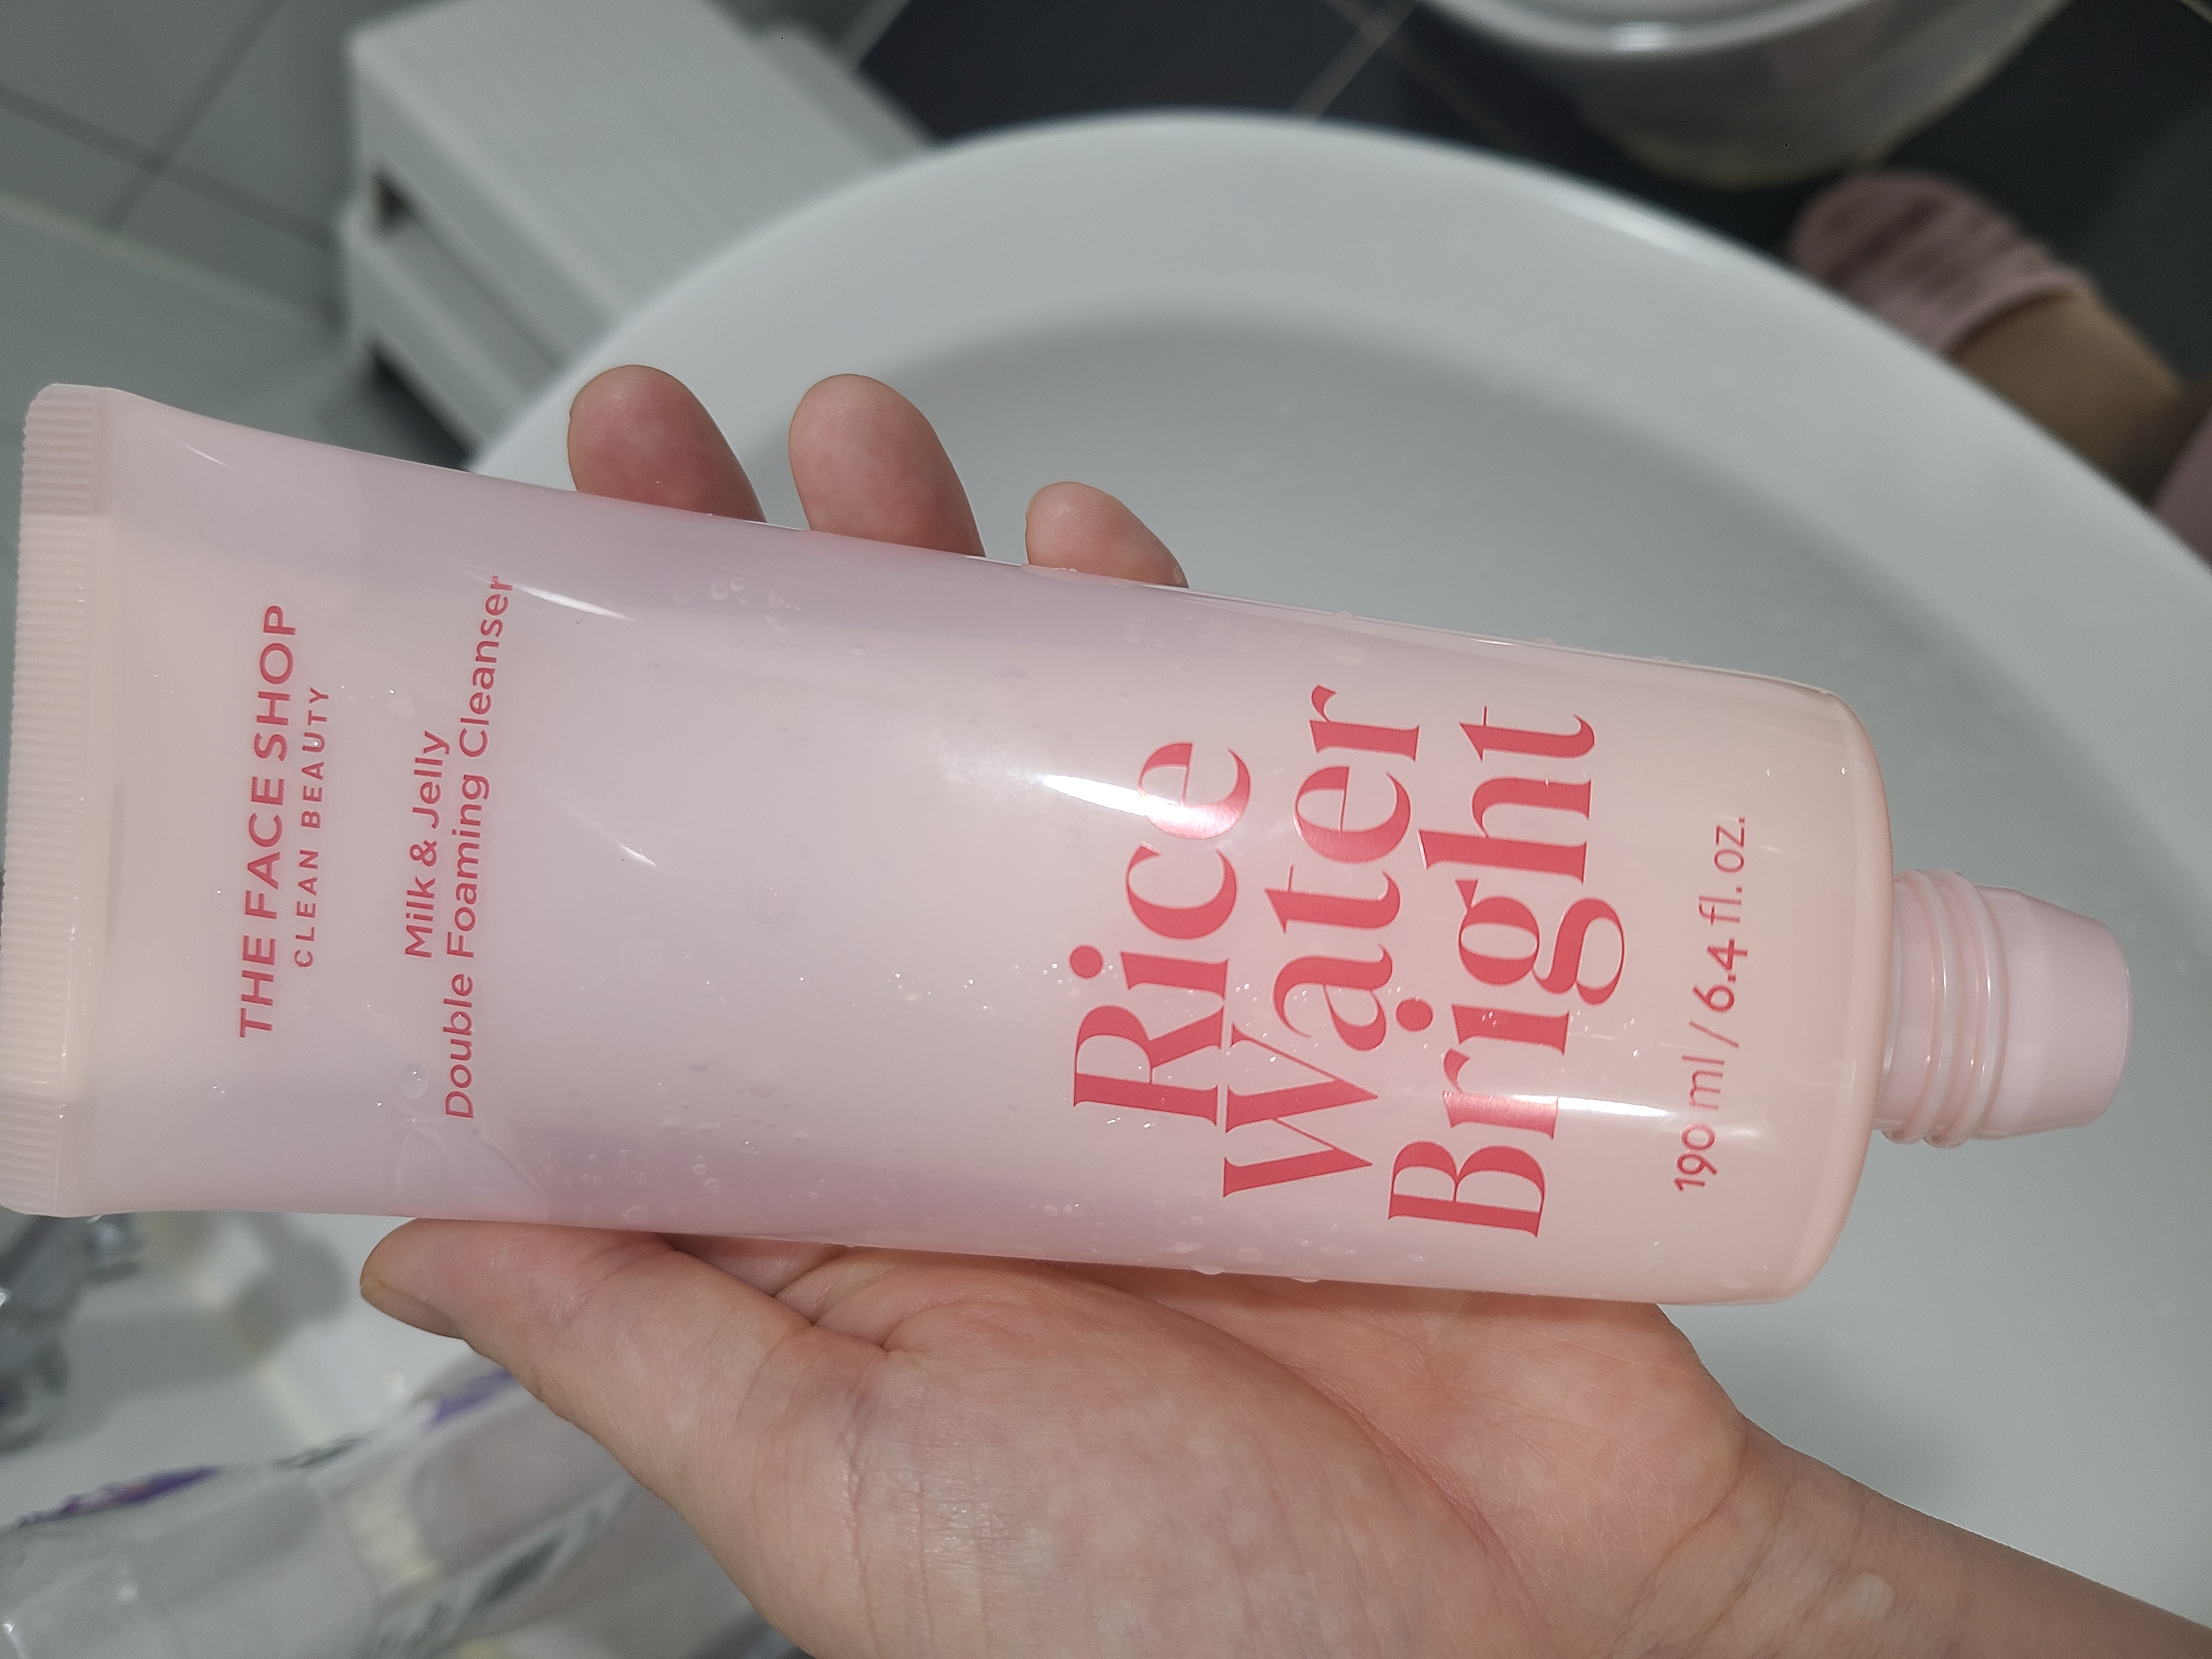 THE FACE SHOP
CLEAN BEAUTY
Milk & Jelly
Double Foaming Cleanser
Rice
Water
Bright
190 ml / 6.4 fl. oz.